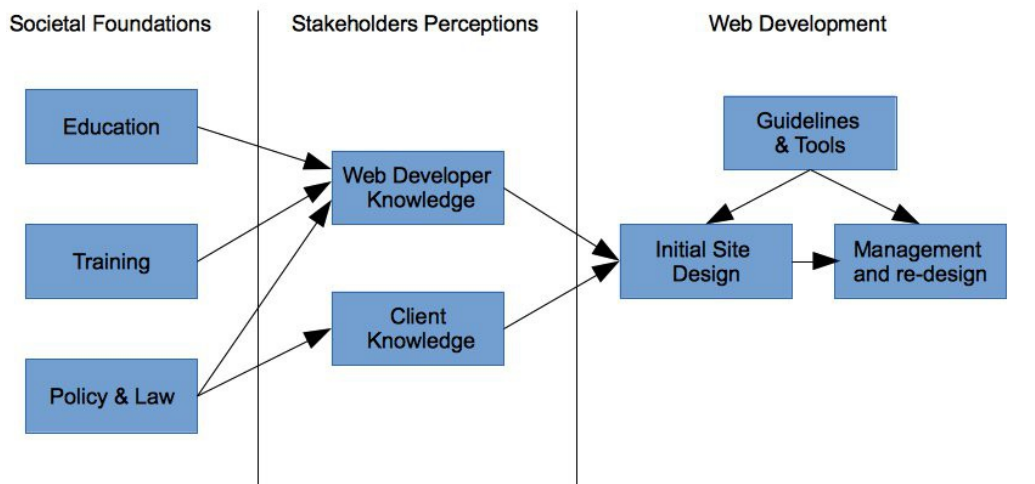 Societal Foundations
Stakeholders Perceptions
Web Development
Education
Training
Policy & Law
Web Developer
Knowledge
Client
Knowledge
Guidelines
& Tools
Initial Site
Design
Management
and re-design